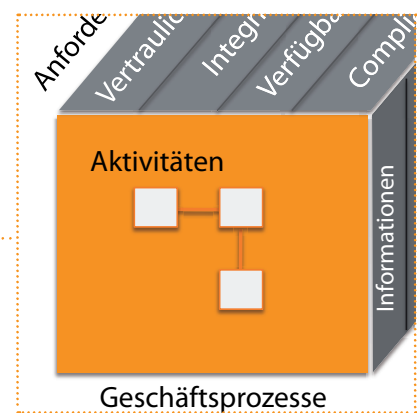 Anforde
Vertraulic
Integr
Verfügba
Compl
Aktivitäten
Informationen
Geschäftsprozesse